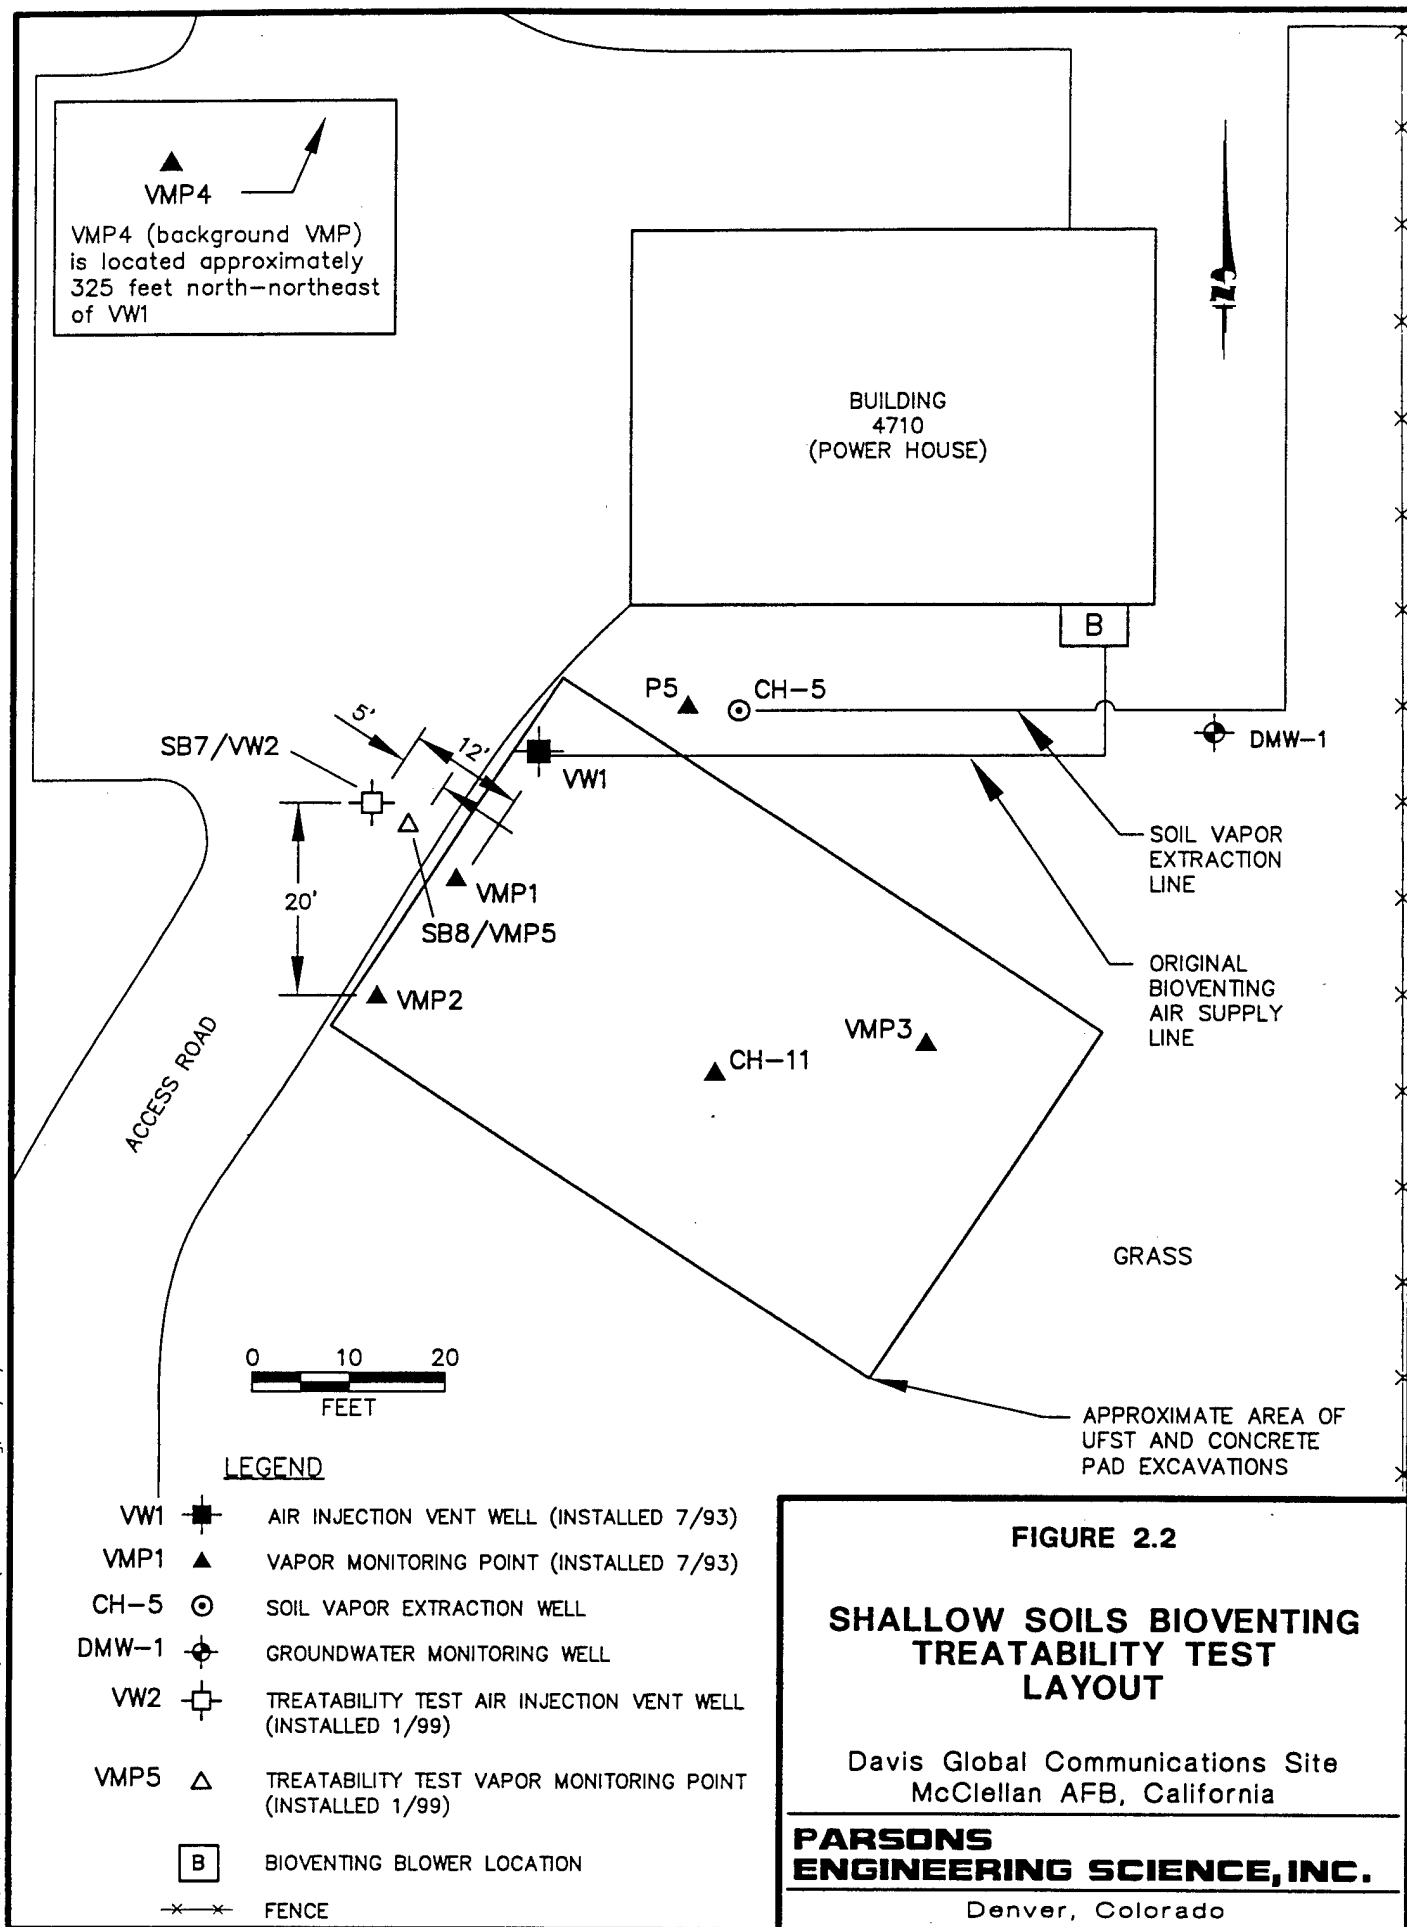 VMP4
VMP4 (background VMP)
is located approximately
325 feet north-northeast
of VW1
N
BUILDING
4710
(POWER HOUSE)
B
P5
CH-5
DMW-1
5'
12'
SB7/VW2
VW1
20'
VMP1
SB8/VMP5
VMP2
SOIL VAPOR
EXTRACTION
LINE
ORIGINAL
BIOVENTING
AIR SUPPLY
LINE
VMP3
CH-11
ACCESS ROAD
GRASS
0 10 20
FEET
APPROXIMATE AREA OF
UFST AND CONCRETE
PAD EXCAVATIONS
LEGEND
VW1 AIR INJECTION VENT WELL (INSTALLED 7/93)
VMP1 VAPOR MONITORING POINT (INSTALLED 7/93)
CH-5 SOIL VAPOR EXTRACTION WELL
DMW-1 GROUNDWATER MONITORING WELL
VW2 TREATABILITY TEST AIR INJECTION VENT WELL
(INSTALLED 1/99)
VMP5 TREATABILITY TEST VAPOR MONITORING POINT
(INSTALLED 1/99)
B BIOVENTING BLOWER LOCATION
FENCE
FIGURE 2.2
SHALLOW SOILS BIOVENTING
TREATABILITY TEST
LAYOUT
Davis Global Communications Site
McClellan AFB, California
PARSONS
ENGINEERING SCIENCE, INC.
Denver, Colorado